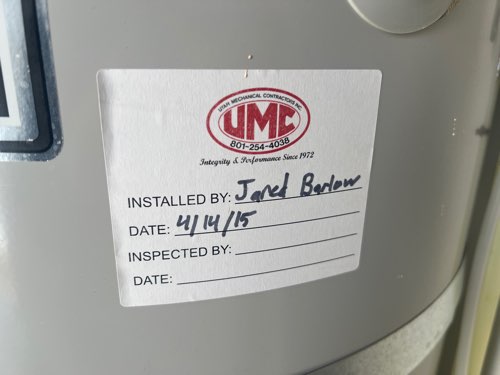 UTAH MECHANICAL CONTRACTORS INC.
UMC
801-254-4038
Integrity & Performance Since 1972
INSTALLED BY: Jared Barlow
DATE: 4/14/15
INSPECTED BY:
DATE: